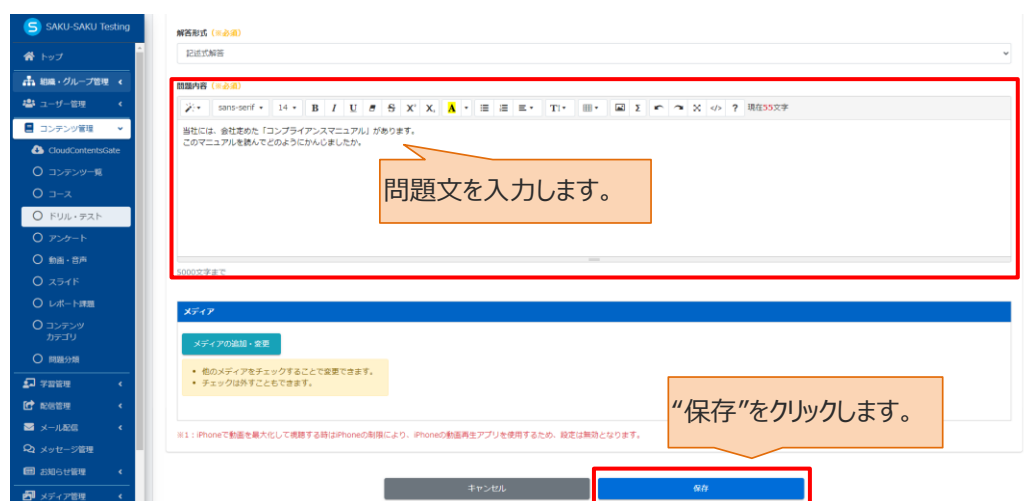 SAKU-SAKU Testing
トップ
組織・グループ管理
ユーザー管理
コンテンツ管理
CloudContentsGate
コンテンツ一覧
コース
ドリル・テスト
アンケート
動画・音声
スライド
レポート課題
コンテンツ
カテゴリ
問題分類
学習管理
配信管理
メール配信
メッセージ管理
お知らせ管理
メディア管理
解答形式 (※必須)
記述式解答
問題内容 (※必須)
sans-serif 14 B I U S X X A T ? 現在55文字
当社には、会社定めた「コンプライアンスマニュアル」があります。
このマニュアルを読んでどのようにかんじましたか。
問題文を入力します。
5000文字まで
メディア
メディアの追加・変更
• 他のメディアをチェックすることで変更できます。
• チェックは外すこともできます。
“保存”をクリックします。
※1：iPhoneで動画を最大化して視聴する時はiPhoneの制限により、iPhoneの動画再生アプリを使用するため、設定は無効となります。
キャンセル
保存